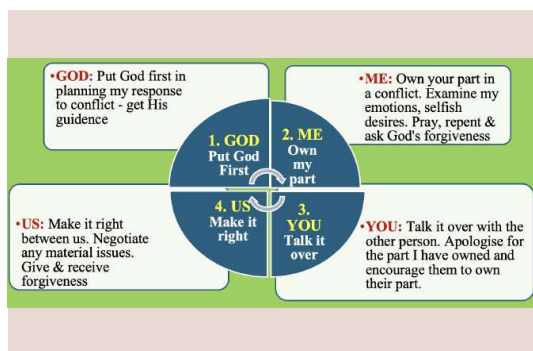 •GOD: Put God first in
planning my response
to conflict - get His
guidence
•ME: Own your part in
a conflict. Examine my
emotions, selfish
desires. Pray, repent &
ask God's forgiveness
1. GOD
Put God
First
2. ME
Own
my
part
3.
YOU
Talk it
over
4. US
Make it
right
•US: Make it right
between us. Negotiate
any material issues.
Give & receive
forgiveness
•YOU: Talk it over with the
other person. Apologise for
the part I have owned and
encourage them to own
their part.